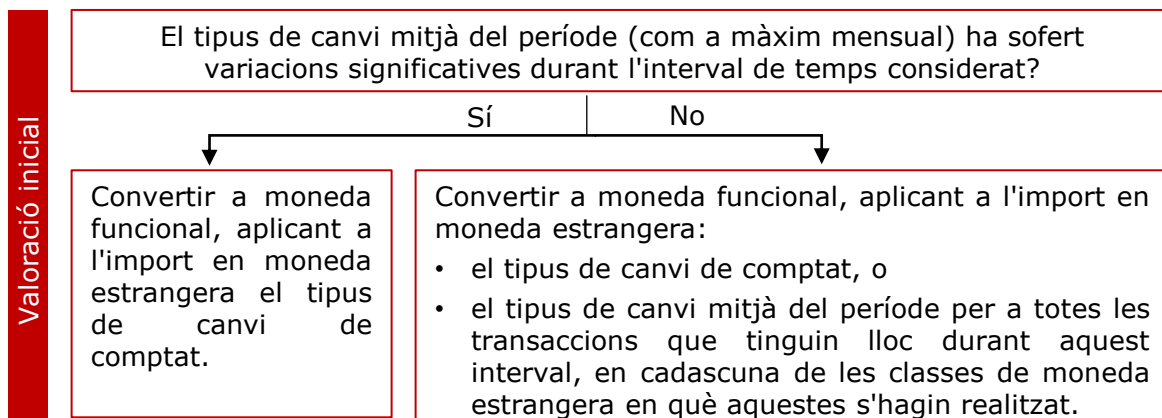 Valoració inicial
El tipus de canvi mitjà del període (com a màxim mensual) ha sofert
variacions significatives durant l'interval de temps considerat?
Sí
No
Convertir a moneda
funcional, aplicant a
l'import en moneda
estrangera el tipus
de canvi de
comptat.
Convertir a moneda funcional, aplicant a l'import en
moneda estrangera:
• el tipus de canvi de comptat, o
• el tipus de canvi mitjà del període per a totes les
transaccions que tinguin lloc durant aquest
interval, en cadascuna de les classes de moneda
estrangera en què aquestes s'hagin realitzat.